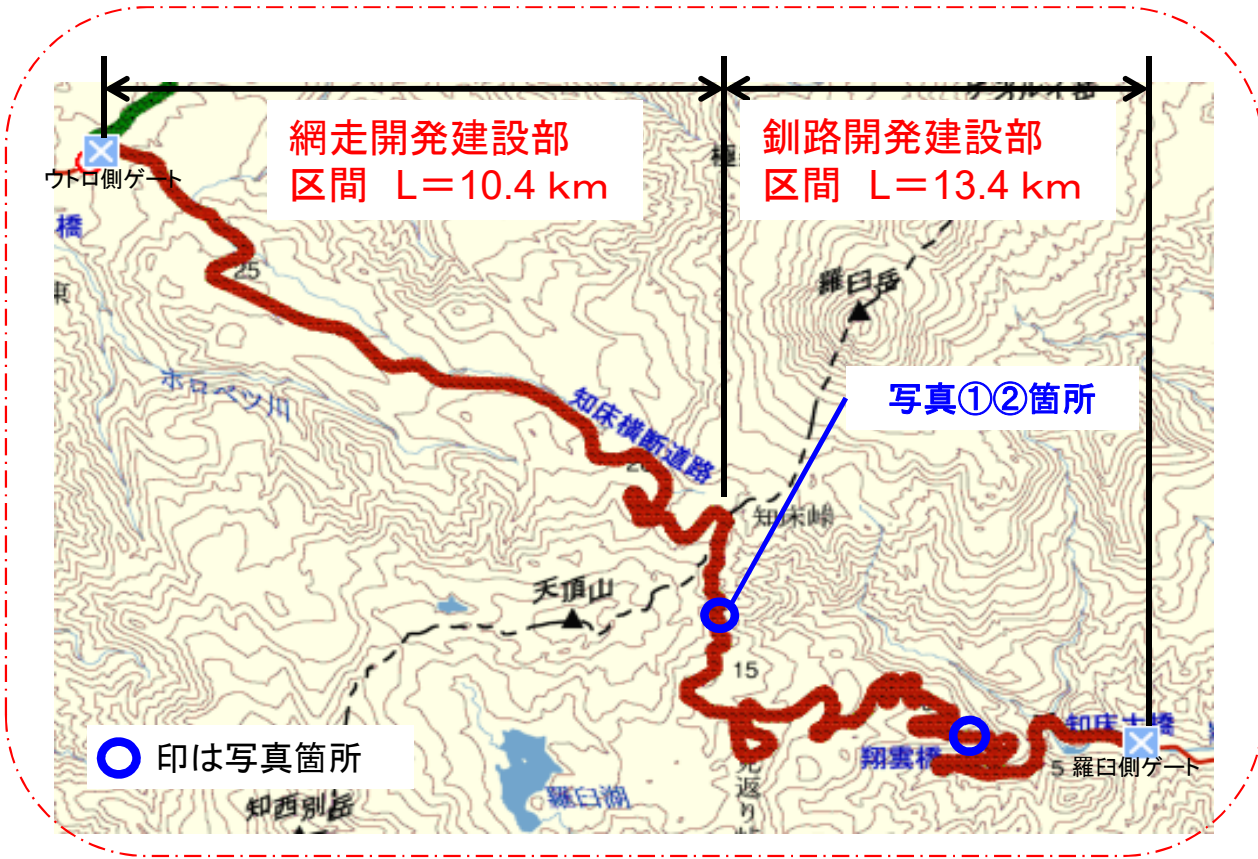 網走開発建設部
区間 L=10.4 km
釧路開発建設部
区間 L=13.4 km
ウトロ側ゲート
橋
羅臼岳
25
東
ホロベツ川
写真①②箇所
知床横断道路
知床峠
天頂山
15
翔雲橋
知床大橋
○ 印は写真箇所
5
羅臼側ゲート
羅臼湖
知西別岳